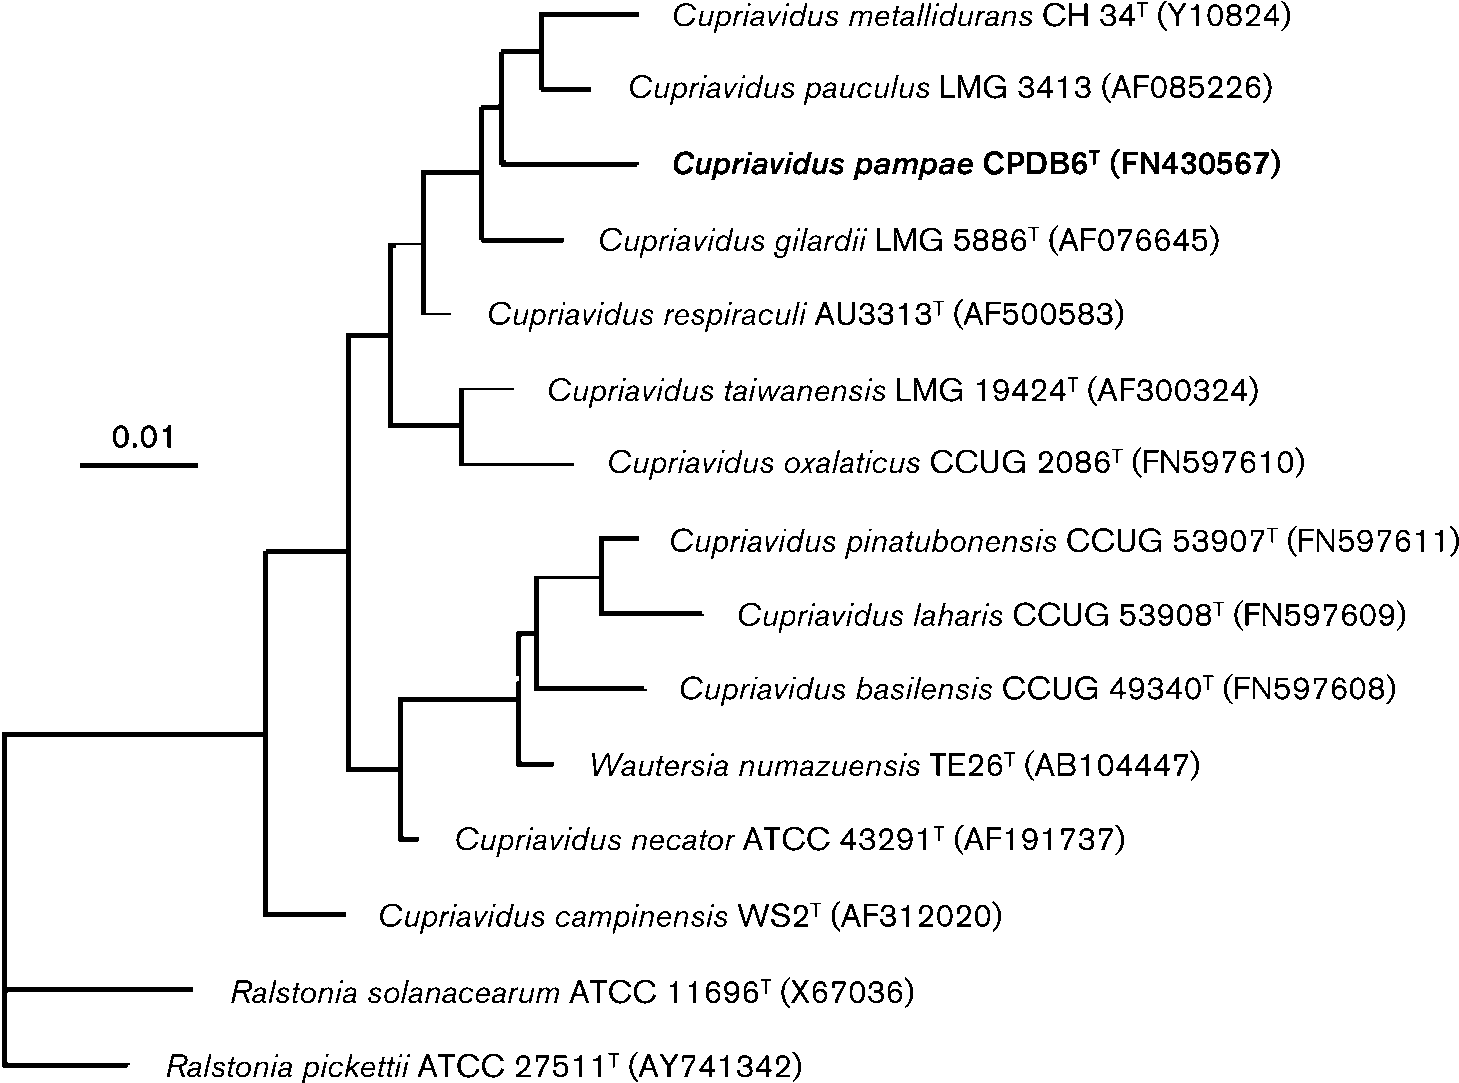 Cupriavidus metallidurans CH 34ᵀ (Y10824)
Cupriavidus pauculus LMG 3413 (AF085226)
Cupriavidus pampae CPDB6ᵀ (FN430567)
Cupriavidus gilardii LMG 5886ᵀ (AF076645)
Cupriavidus respiraculi AU3313ᵀ (AF500583)
Cupriavidus taiwanensis LMG 19424ᵀ (AF300324)
0.01
Cupriavidus oxalaticus CCUG 2086ᵀ (FN597610)
Cupriavidus pinatubonensis CCUG 53907ᵀ (FN597611)
Cupriavidus laharis CCUG 53908ᵀ (FN597609)
Cupriavidus basilensis CCUG 49340ᵀ (FN597608)
Wautersia numazuensis TE26ᵀ (AB104447)
Cupriavidus necator ATCC 43291ᵀ (AF191737)
Cupriavidus campinensis WS2ᵀ (AF312020)
Ralstonia solanacearum ATCC 11696ᵀ (X67036)
Ralstonia pickettii ATCC 27511ᵀ (AY741342)